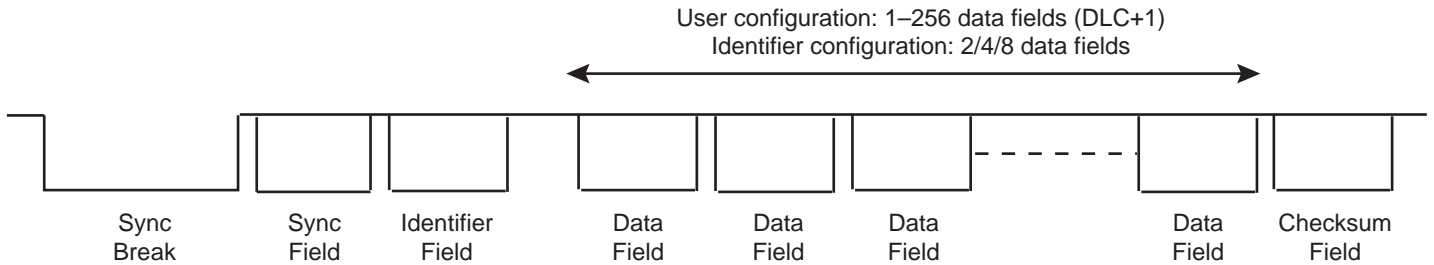 User configuration: 1–256 data fields (DLC+1)
Identifier configuration: 2/4/8 data fields
Sync Break
Sync Field
Identifier Field
Data Field
Data Field
Data Field
Data Field
Checksum Field